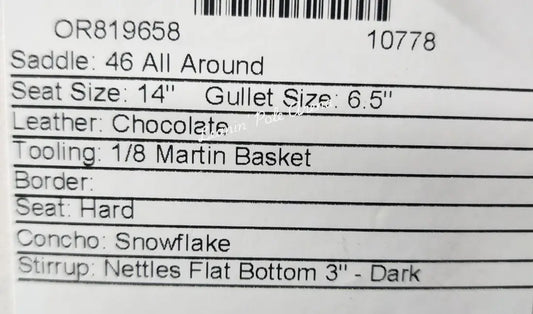 OR819658 10778
Saddle: 46 All Around
Seat Size: 14" Gullet Size: 6.5"
Leather: Chocolate
Tooling: 1/8 Martin Basket
Border:
Seat: Hard
Concho: Snowflake
Stirrup: Nettles Flat Bottom 3" - Dark